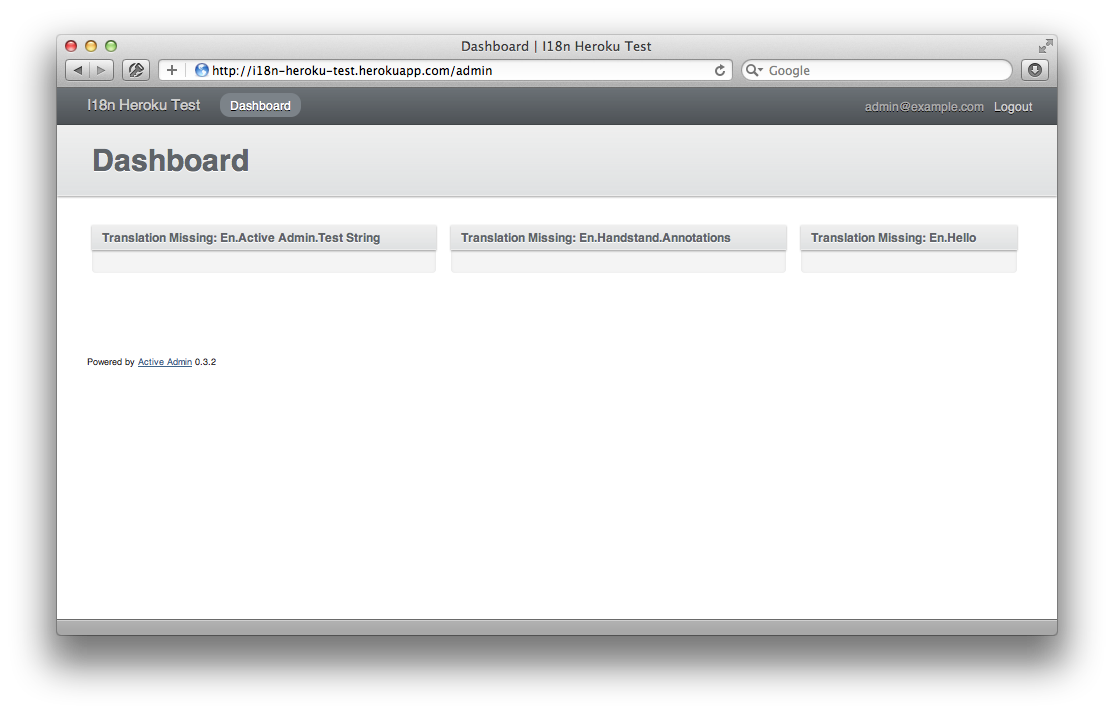 Dashboard | I18n Heroku Test
http://i18n-heroku-test.herokuapp.com/admin
Google
I18n Heroku Test Dashboard admin@example.com Logout
Dashboard
Translation Missing: En.Active Admin.Test String
Translation Missing: En.Handstand.Annotations
Translation Missing: En.Hello
Powered by Active Admin 0.3.2